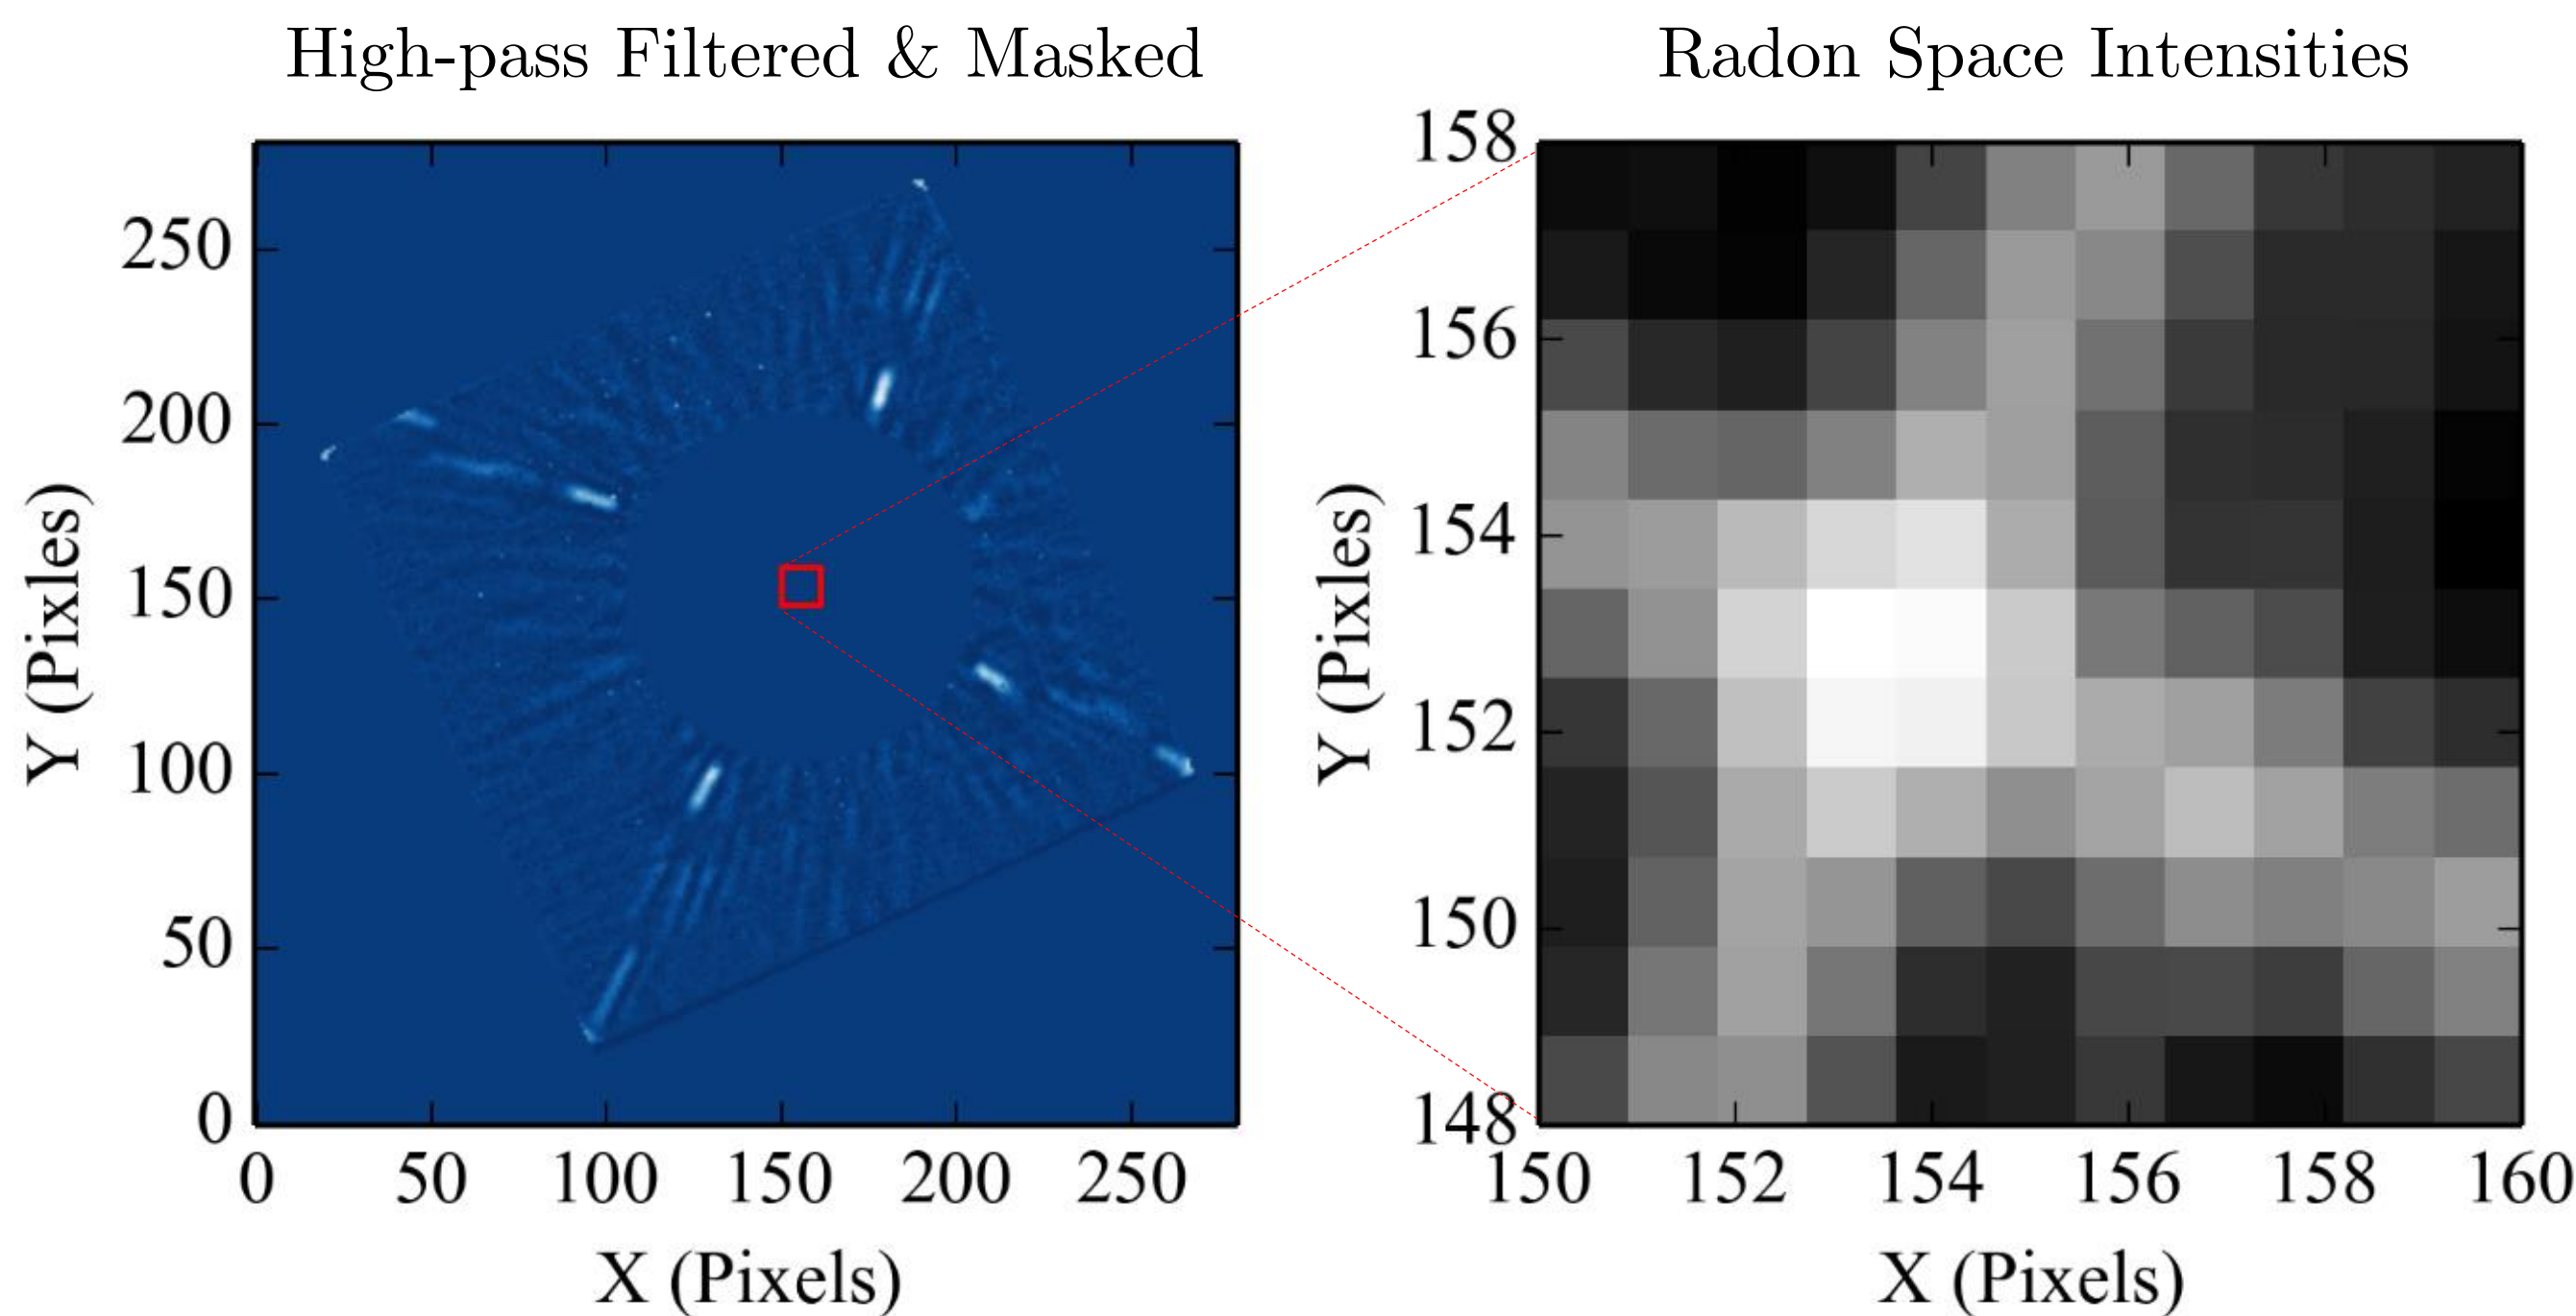 High-pass Filtered & Masked
Radon Space Intensities
250
200
150
100
50
0
Y (Pixles)
0 50 100 150 200 250
X (Pixels)
158
156
154
152
150
148
Y (Pixles)
150 152 154 156 158 160
X (Pixels)